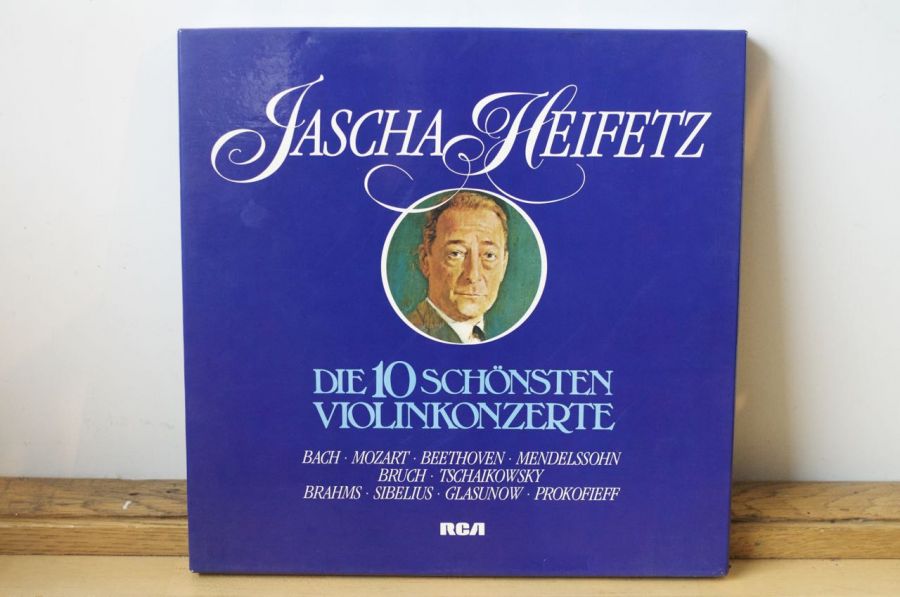 JASCHA HEIFETZ
DIE 10 SCHÖNSTEN
VIOLINKONZERTE
BACH · MOZART · BEETHOVEN · MENDELSSOHN
BRUCH · TSCHAIKOWSKY
BRAHMS · SIBELIUS · GLASUNOW · PROKOFIEFF
RCA